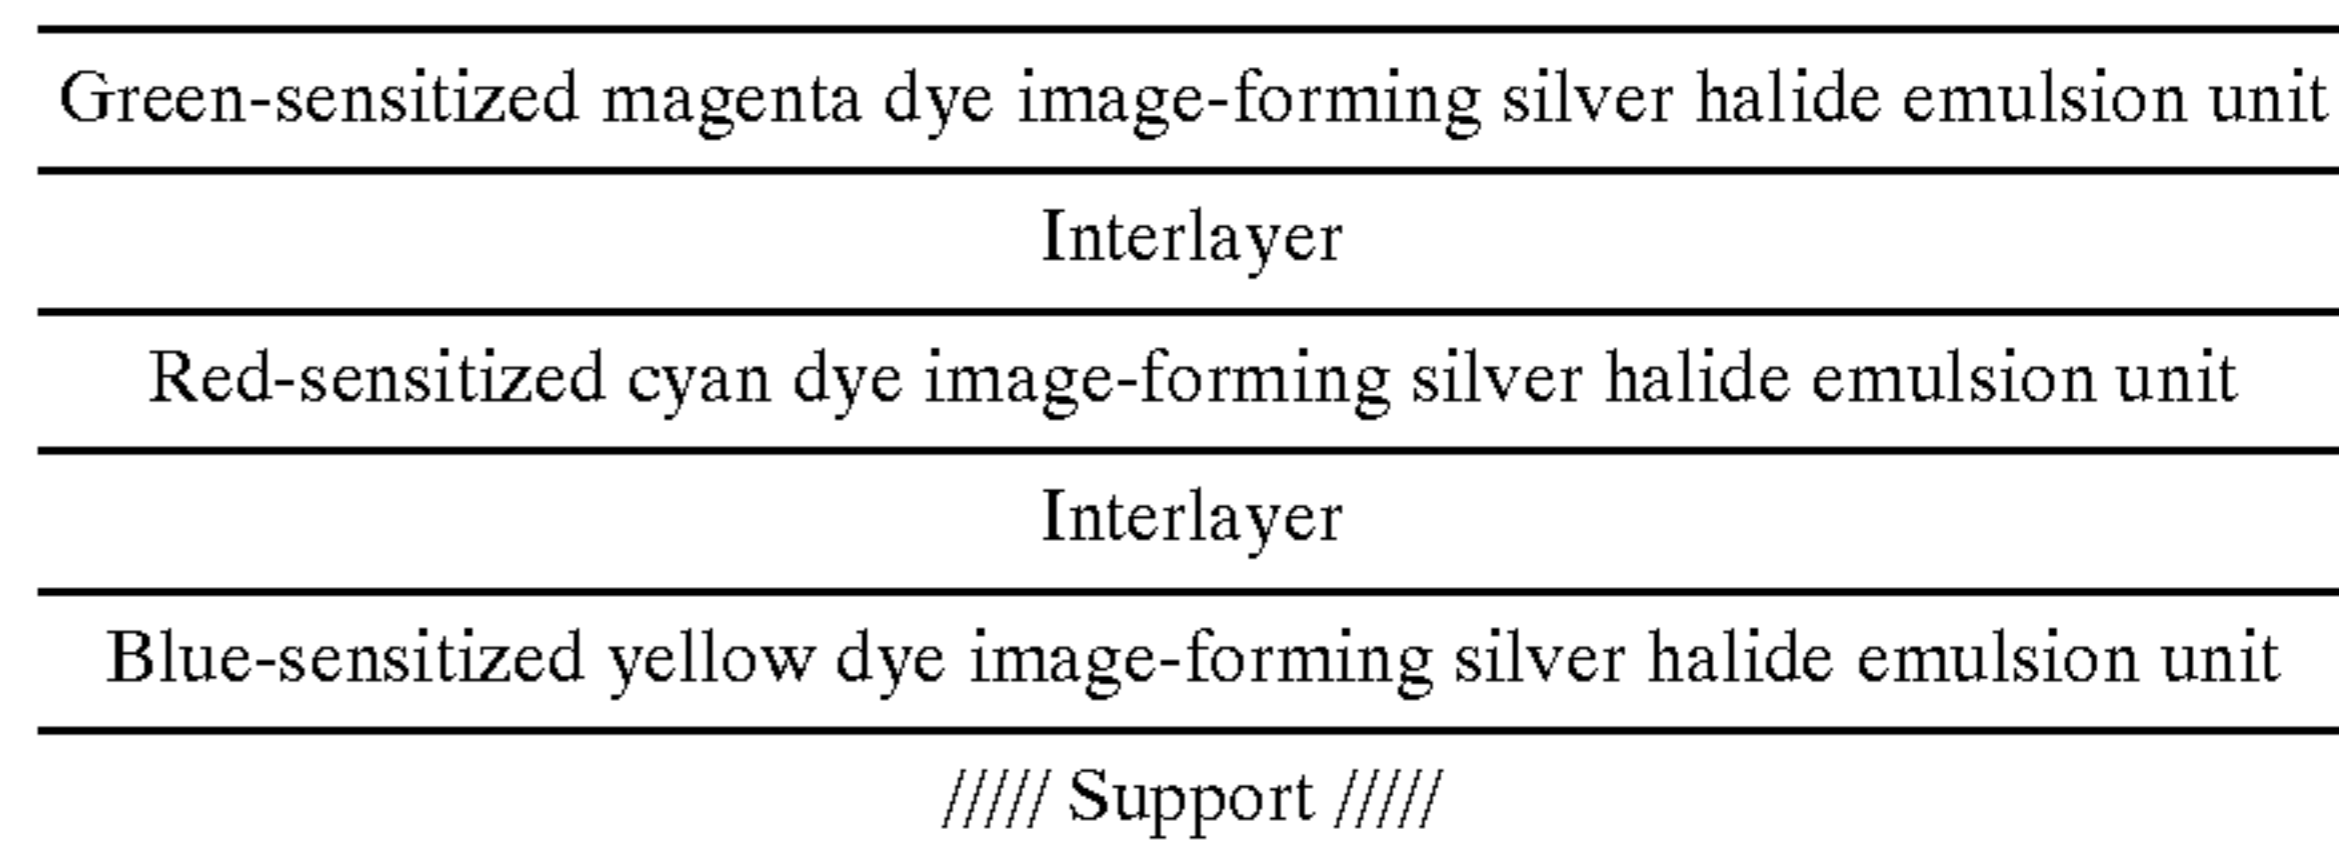 Green-sensitized magenta dye image-forming silver halide emulsion unit
Interlayer
Red-sensitized cyan dye image-forming silver halide emulsion unit
Interlayer
Blue-sensitized yellow dye image-forming silver halide emulsion unit
///// Support /////